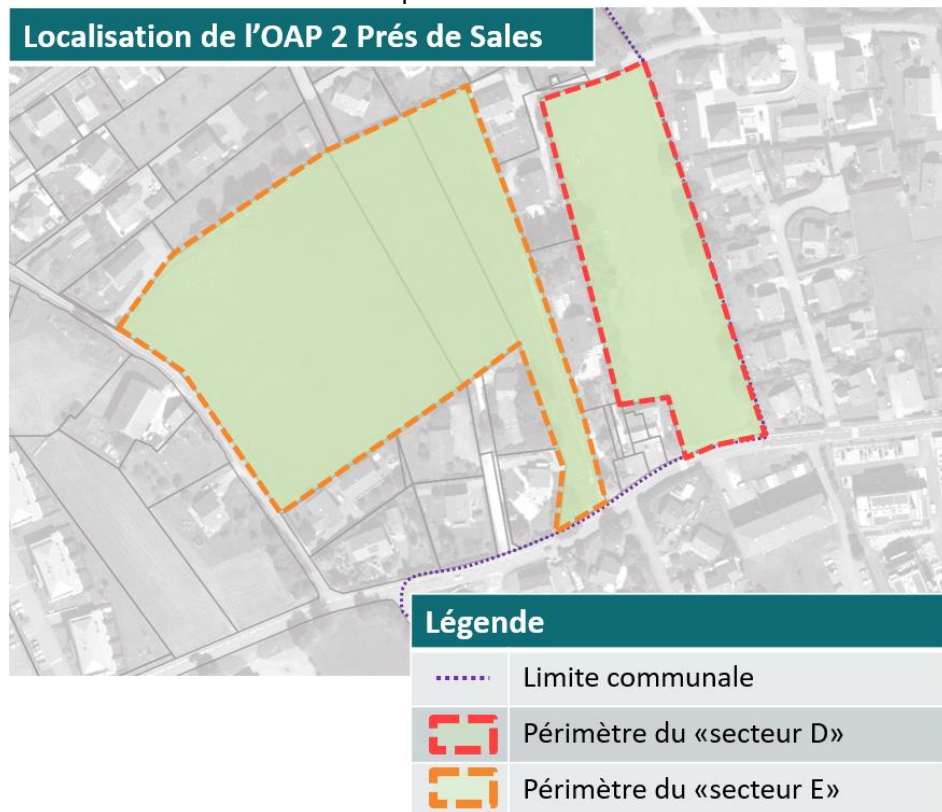 Localisation de l’OAP 2 Prés de Sales
Légende
Limite communale
Périmètre du «secteur D»
Périmètre du «secteur E»